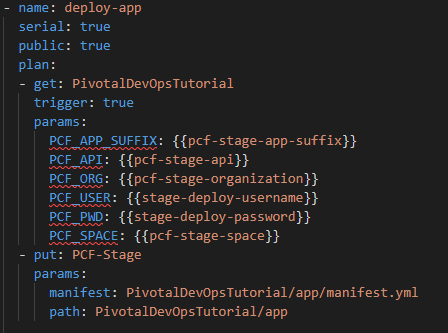 - name: deploy-app
  serial: true
  public: true
  plan:
  - get: PivotalDevOpsTutorial
    trigger: true
    params:
      PCF_APP_SUFFIX: {{pcf-stage-app-suffix}}
      PCF_API: {{pcf-stage-api}}
      PCF_ORG: {{pcf-stage-organization}}
      PCF_USER: {{stage-deploy-username}}
      PCF_PWD: {{stage-deploy-password}}
      PCF_SPACE: {{pcf-stage-space}}
  - put: PCF-Stage
    params:
      manifest: PivotalDevOpsTutorial/app/manifest.yml
      path: PivotalDevOpsTutorial/app